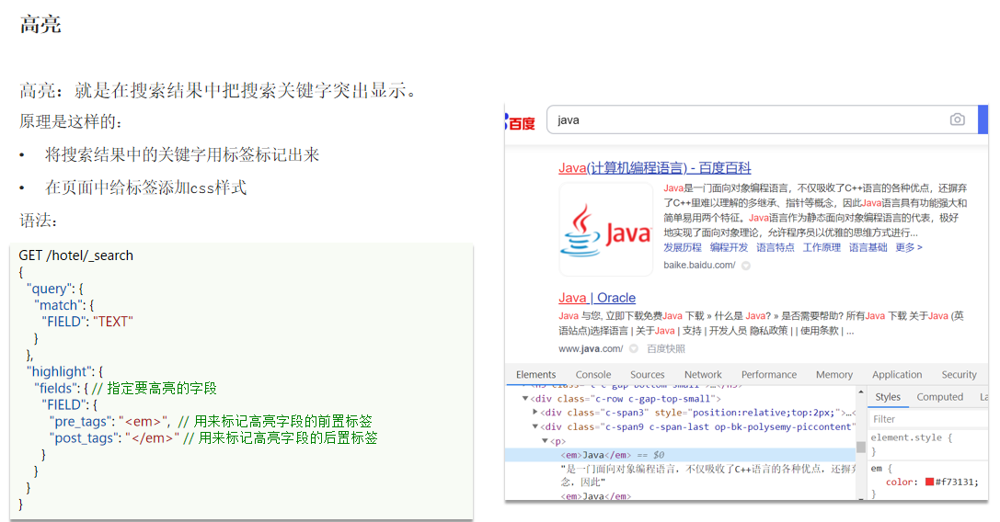 高亮
高亮：就是在搜索结果中把搜索关键字突出显示。
原理是这样的：
• 将搜索结果中的关键字用标签标记出来
• 在页面中给标签添加css样式
语法：
GET /hotel/_search
{
"query": {
"match": {
"FIELD": "TEXT"
}
},
"highlight": {
"fields": { // 指定要高亮的字段
"FIELD": {
"pre_tags": "<em>",  // 用来标记高亮字段的前置标签
"post_tags": "</em>" // 用来标记高亮字段的后置标签
}
}
}
}
百度
java
Java(计算机编程语言) - 百度百科
Java
Java是一门面向对象编程语言，不仅吸收了C++语言的各种优点，还摒弃
了C++里难以理解的多继承、指针等概念，因此Java语言具有功能强大和
简单易用两个特征。Java语言作为静态面向对象编程语言的代表，极好
地实现了面向对象理论，允许程序员以优雅的思维方式进行...
发展历程 编程开发 语言特点 工作原理 语言基础 更多 >
baike.baidu.com/
Java | Oracle
Java 与您, 立即下载免费Java 下载 » 什么是 Java? » 是否需要帮助? 所有Java 下载 关于Java (英
语站点)选择语言 | 关于Java | 支持 | 开发人员 隐私政策 | | 使用条款 | ...
www.java.com/ 百度快照
Elements Console Sources Network Performance Memory Application Security
<div class="c-row c-gap-top-small">
<div class="c-span3" style="position:relative;top:2px;">…
<div class="c-span9 c-span-last op-bk-polysemy-piccontent"
<p>
<em>Java</em> == $0
"是一门面向对象编程语言，不仅吸收了C++语言的各种优点，还摒弃
念，因此"
<em>Java</em>
Styles Computed La
Filter
element.style {
}
em {
color: #f73131;
}